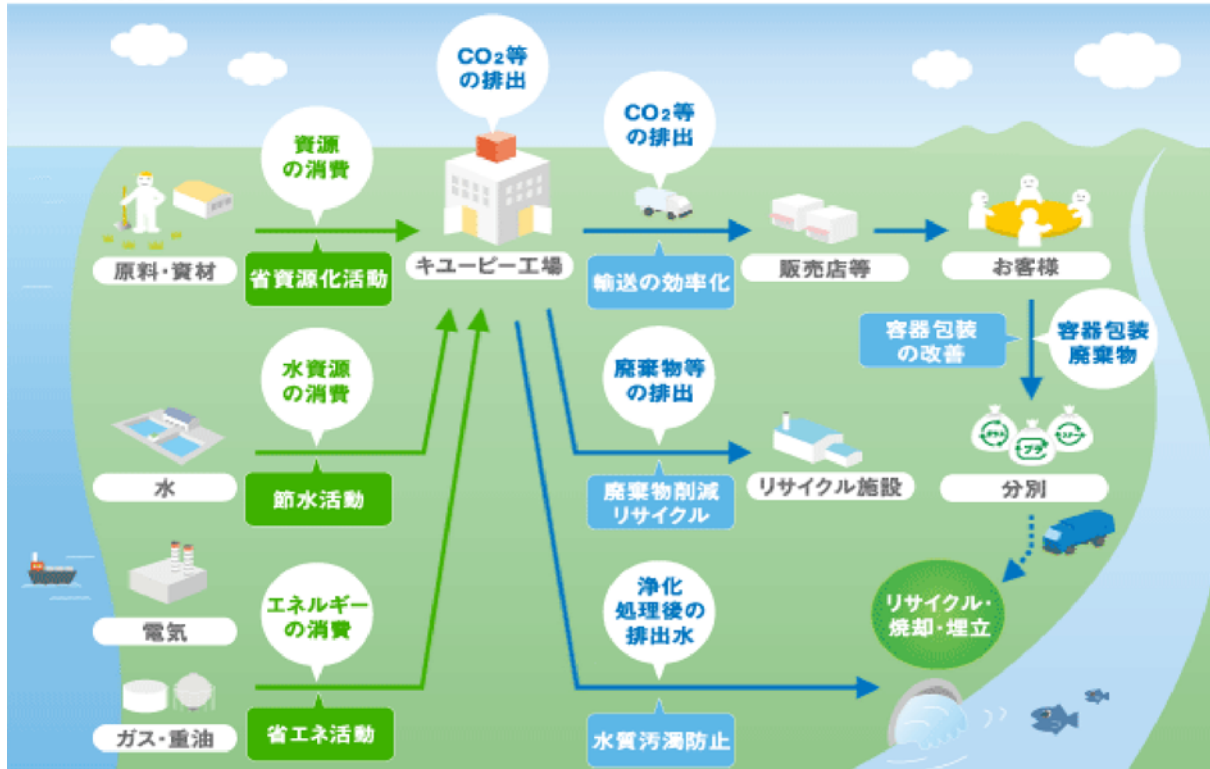 CO₂等
の排出
CO₂等
の排出
資源
の消費
原料・資材
省資源化活動
キユーピー工場
輸送の効率化
販売店等
お客様
容器包装
の改善
容器包装
廃棄物
水資源
の消費
廃棄物等
の排出
水
節水活動
廃棄物削減
リサイクル
リサイクル施設
プラ
分別
エネルギー
の消費
浄化
処理後の
排出水
リサイクル・
焼却・埋立
電気
ガス・重油
省エネ活動
水質汚濁防止